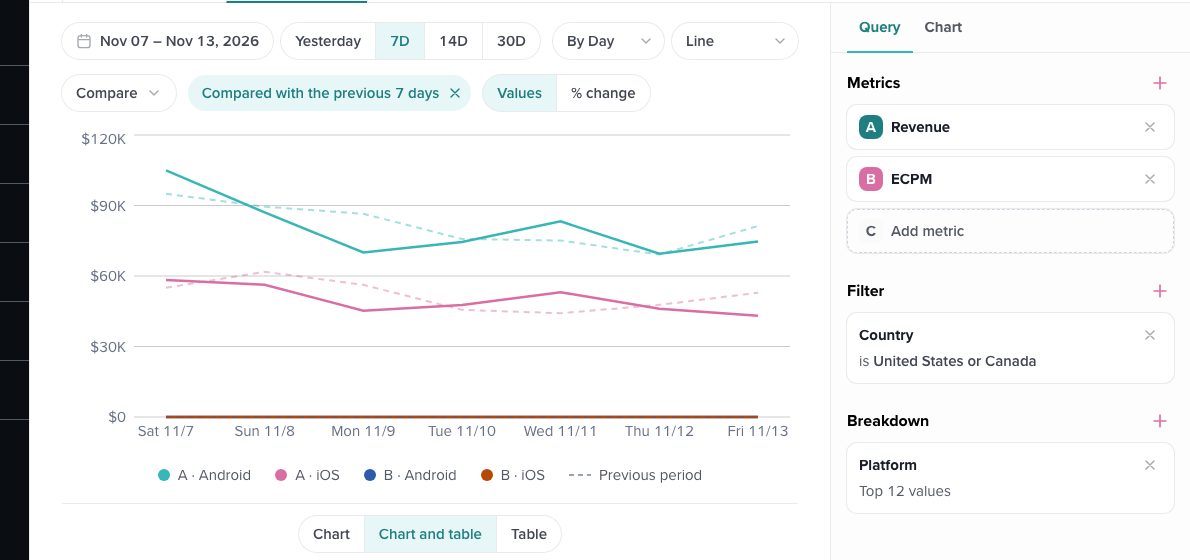 Nov 07 – Nov 13, 2026
Yesterday
7D
14D
30D
By Day
Line
Compare
Compared with the previous 7 days
Values
% change
$120K
$90K
$60K
$30K
$0
Sat 11/7
Sun 11/8
Mon 11/9
Tue 11/10
Wed 11/11
Thu 11/12
Fri 11/13
A · Android
A · iOS
B · Android
B · iOS
Previous period
Chart
Chart and table
Table
Query
Chart
Metrics
A Revenue
B ECPM
C Add metric
Filter
Country
is United States or Canada
Breakdown
Platform
Top 12 values